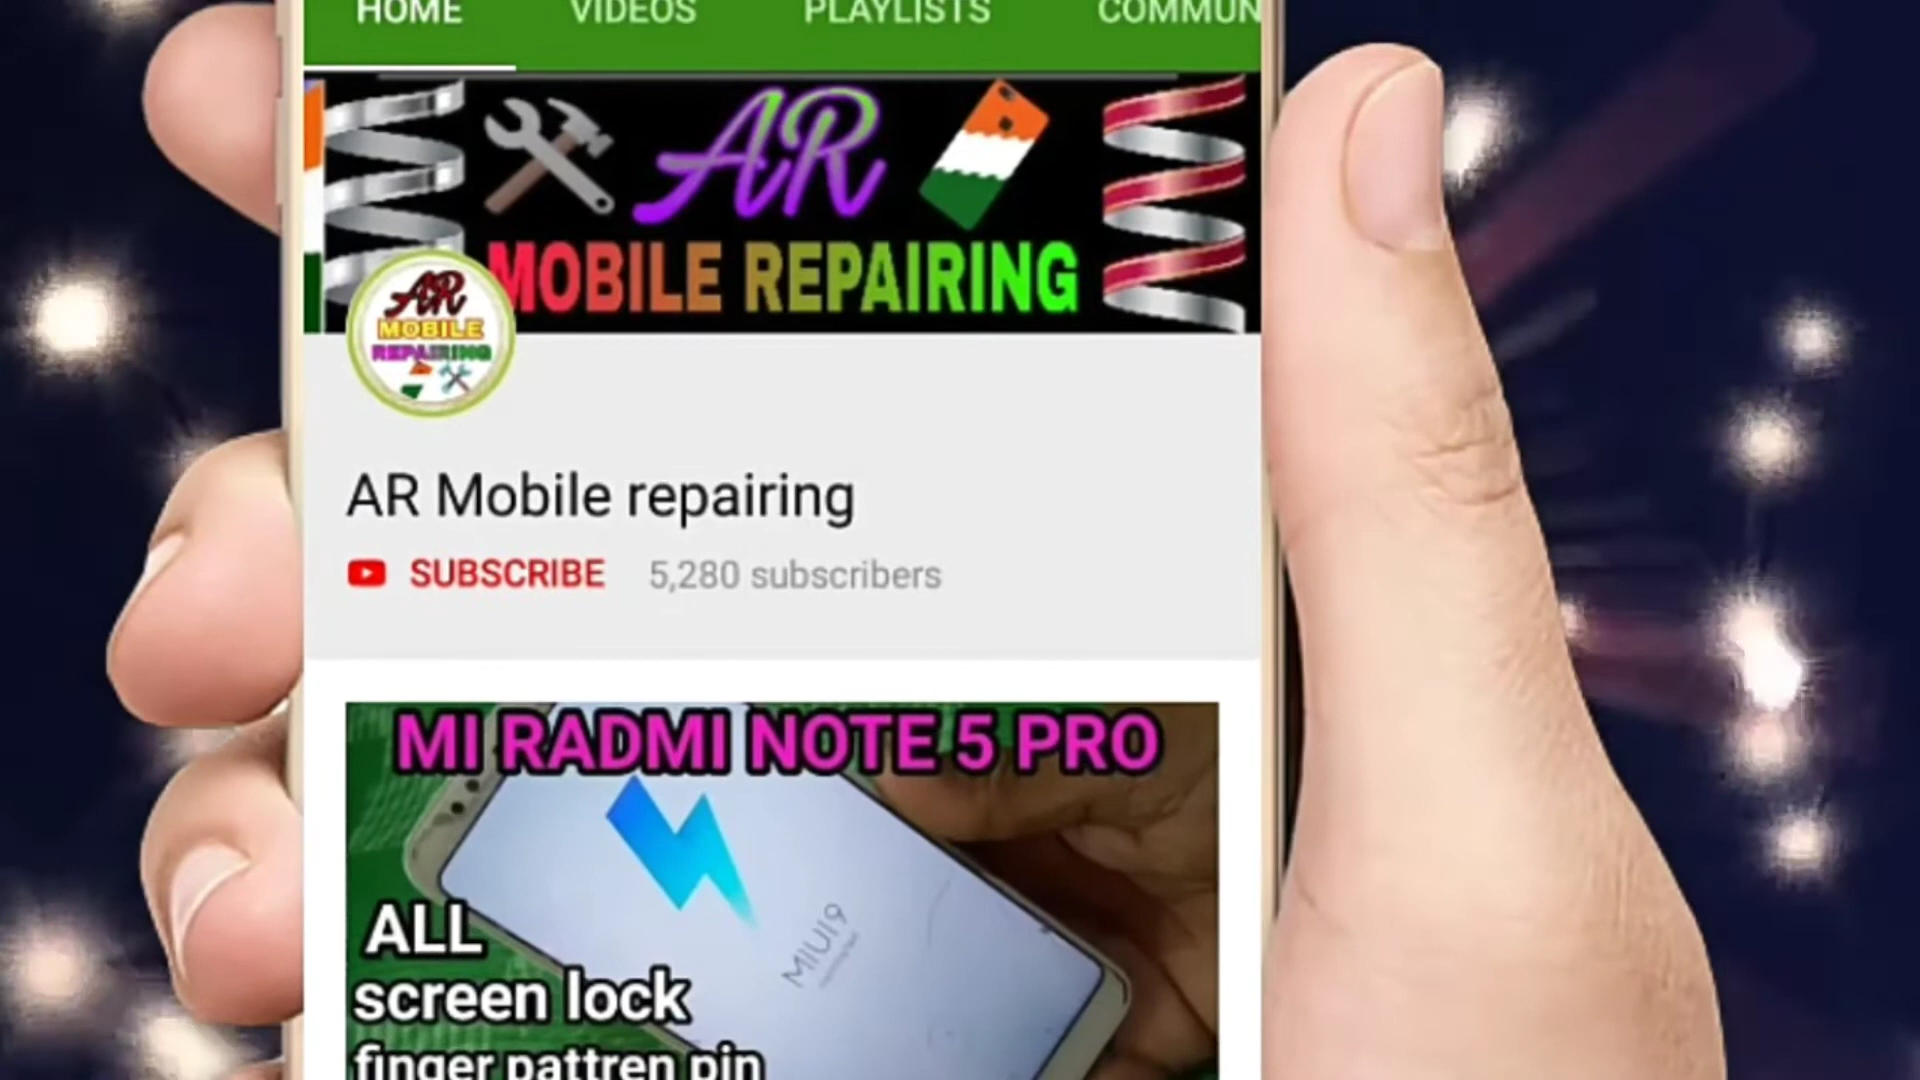 HOME VIDEOS PLAYLISTS COMMUN
AR
MOBILE REPAIRING
AR
MOBILE
REPAIRING
AR Mobile repairing
SUBSCRIBE 5,280 subscribers
MI RADMI NOTE 5 PRO
MIUI9
ALL
screen lock
finger pattren pin